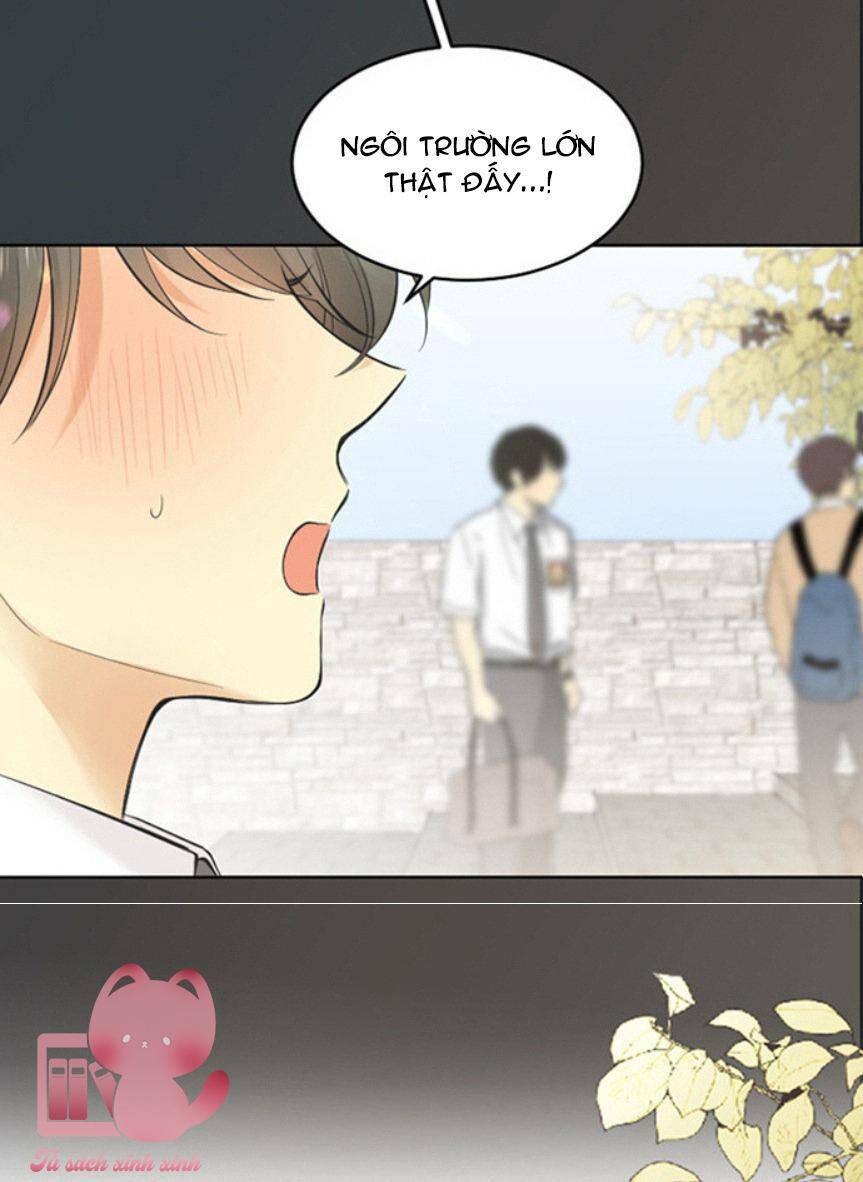 NGÔI TRƯỜNG LỚN
THẬT ĐẤY...!
Tủ sách xinh xinh